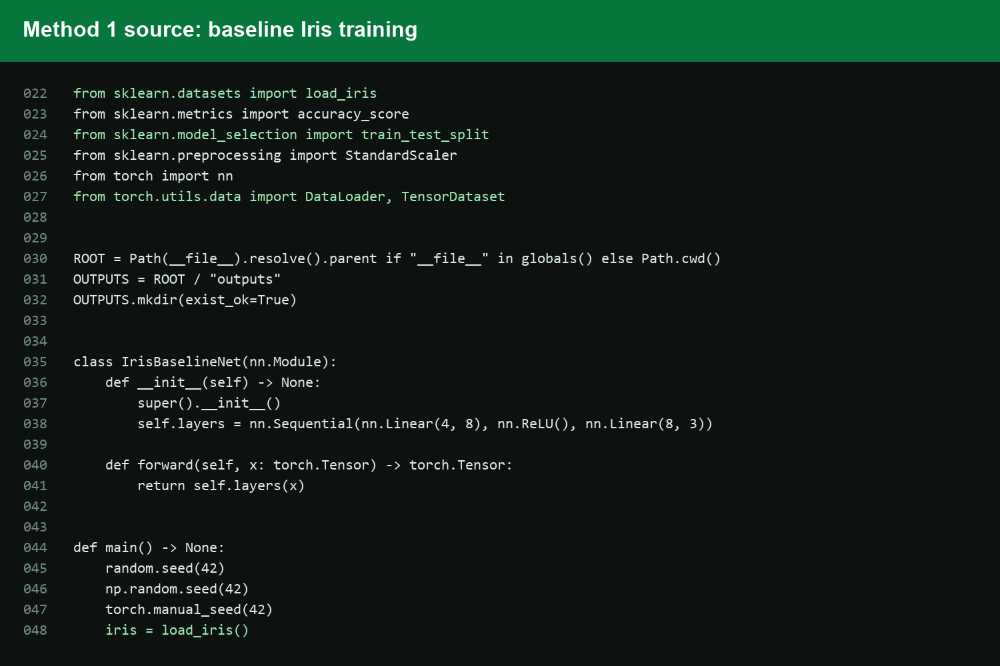 Method 1 source: baseline Iris training
022 from sklearn.datasets import load_iris
023 from sklearn.metrics import accuracy_score
024 from sklearn.model_selection import train_test_split
025 from sklearn.preprocessing import StandardScaler
026 from torch import nn
027 from torch.utils.data import DataLoader, TensorDataset
028
029
030 ROOT = Path(__file__).resolve().parent if "__file__" in globals() else Path.cwd()
031 OUTPUTS = ROOT / "outputs"
032 OUTPUTS.mkdir(exist_ok=True)
033
034
035 class IrisBaselineNet(nn.Module):
036     def __init__(self) -> None:
037         super().__init__()
038         self.layers = nn.Sequential(nn.Linear(4, 8), nn.ReLU(), nn.Linear(8, 3))
039
040     def forward(self, x: torch.Tensor) -> torch.Tensor:
041         return self.layers(x)
042
043
044 def main() -> None:
045     random.seed(42)
046     np.random.seed(42)
047     torch.manual_seed(42)
048     iris = load_iris()